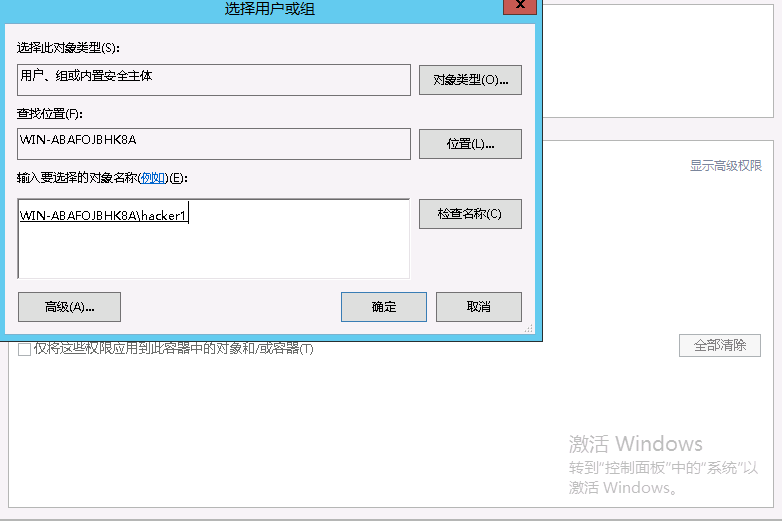 选择用户或组
选择此对象类型(S):
用户、组或内置安全主体
对象类型(O)...
查找位置(F):
WIN-ABAFOJBHK8A
位置(L)...
输入要选择的对象名称(例如)(E):
WIN-ABAFOJBHK8A\hacker1
检查名称(C)
高级(A)...
确定
取消
显示高级权限
仅将这些权限应用到此容器中的对象和/或容器(T)
全部清除
激活 Windows
转到"控制面板"中的"系统"以
激活 Windows。